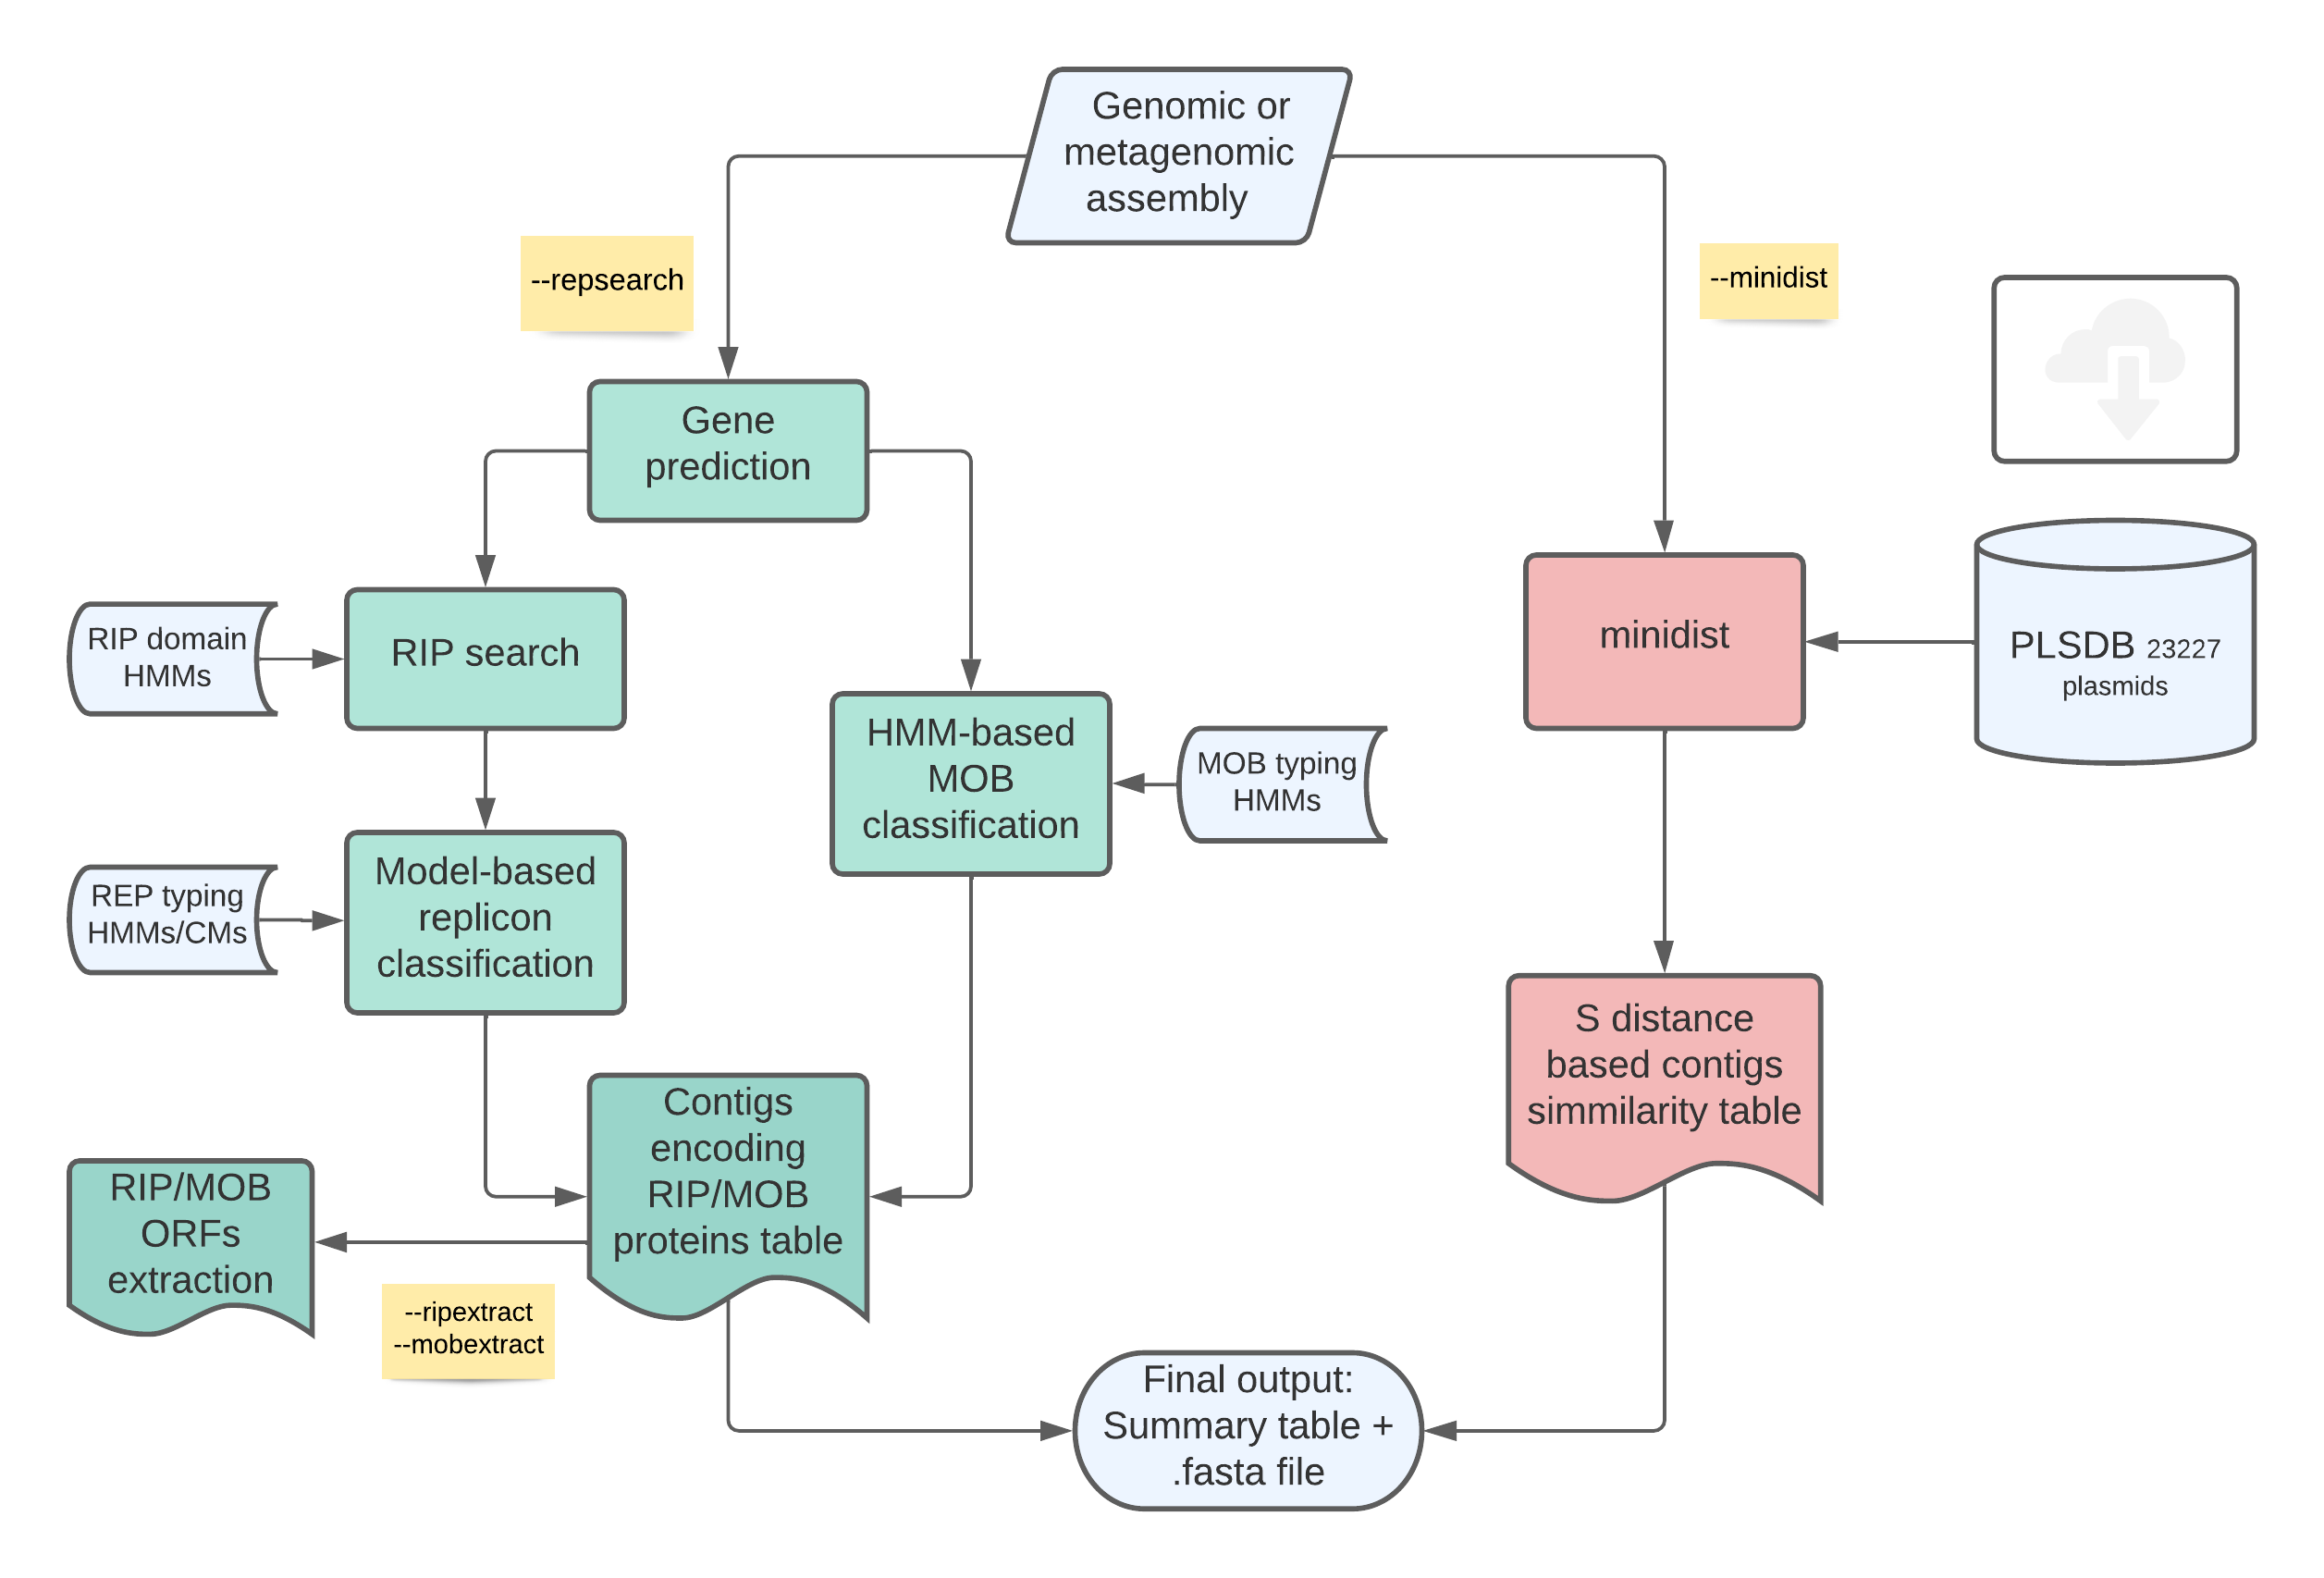 Genomic or
metagenomic
assembly
--repsearch
--minidist
Gene
prediction
RIP domain
HMMs
RIP search
minidist
PLSDB 23227
plasmids
HMM-based
MOB
classification
MOB typing
HMMs
REP typing
HMMs/CMs
Model-based
replicon
classification
S distance
based contigs
simmilarity table
Contigs
encoding
RIP/MOB
proteins table
RIP/MOB
ORFs
extraction
--ripextract
--mobextract
Final output:
Summary table +
.fasta file